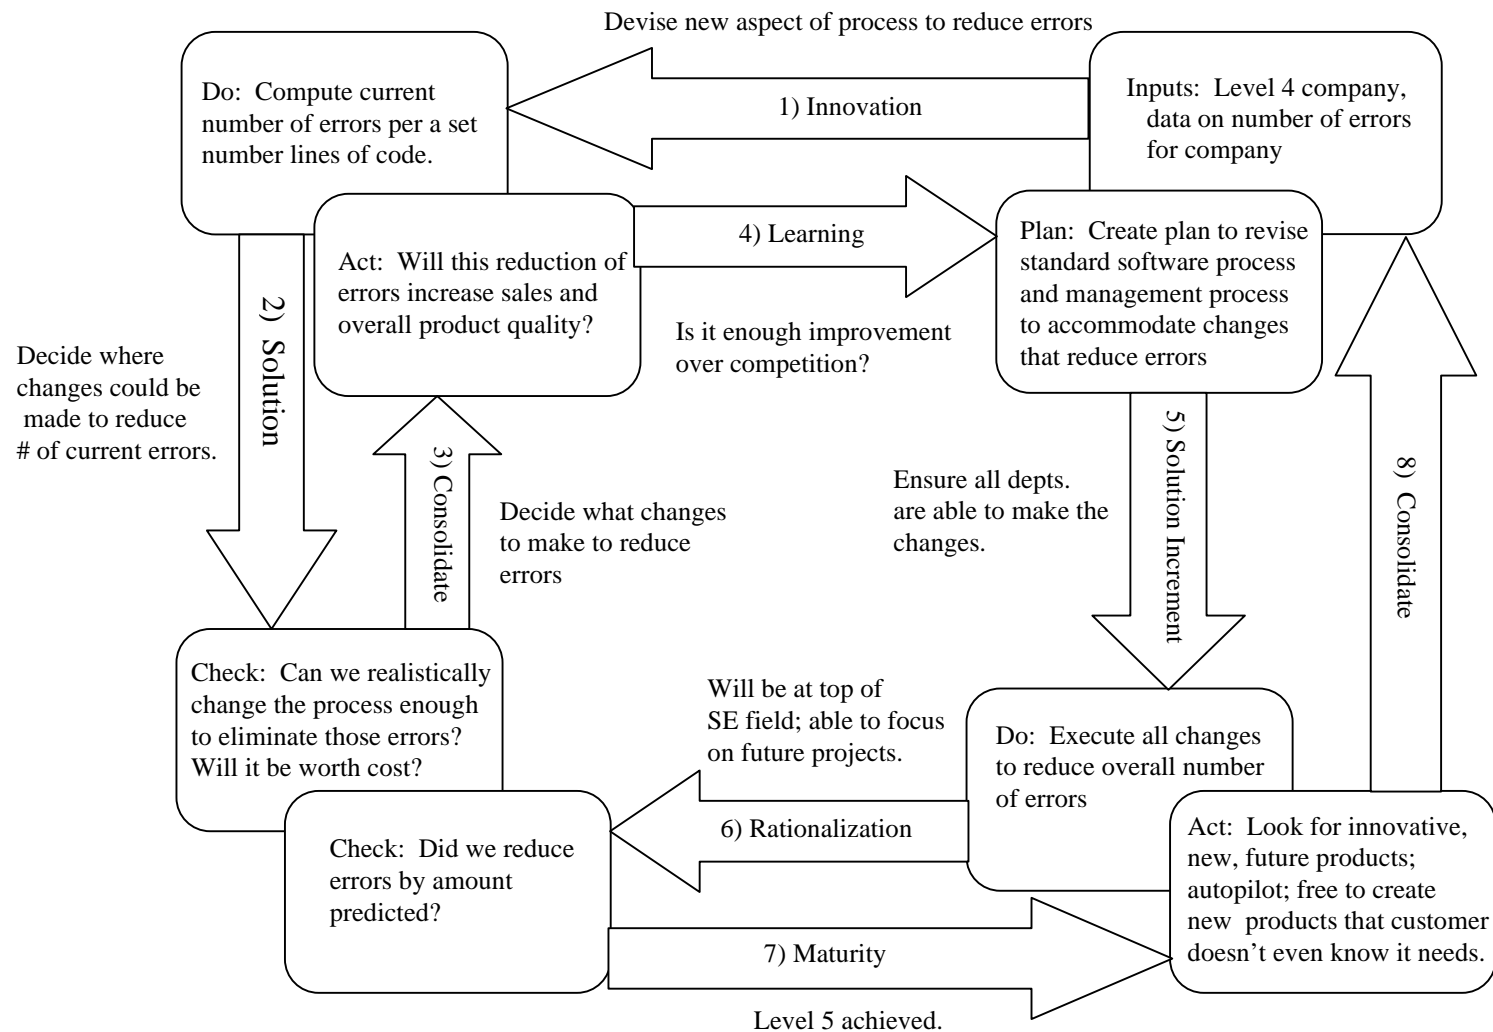 Devise new aspect of process to reduce errors
Do: Compute current
number of errors per a set
number lines of code.
1) Innovation
Inputs: Level 4 company,
data on number of errors
for company
Act: Will this reduction of
errors increase sales and
overall product quality?
4) Learning
Plan: Create plan to revise
standard software process
and management process
to accommodate changes
that reduce errors
Is it enough improvement
over competition?
2) Solution
Decide where
changes could be
made to reduce
# of current errors.
3) Consolidate
Decide what changes
to make to reduce
errors
Ensure all depts.
are able to make the
changes.
5) Solution Increment
8) Consolidate
Check: Can we realistically
change the process enough
to eliminate those errors?
Will it be worth cost?
Will be at top of
SE field; able to focus
on future projects.
Do: Execute all changes
to reduce overall number
of errors
6) Rationalization
Check: Did we reduce
errors by amount
predicted?
Act: Look for innovative,
new, future products;
autopilot; free to create
new products that customer
doesn't even know it needs.
7) Maturity
Level 5 achieved.